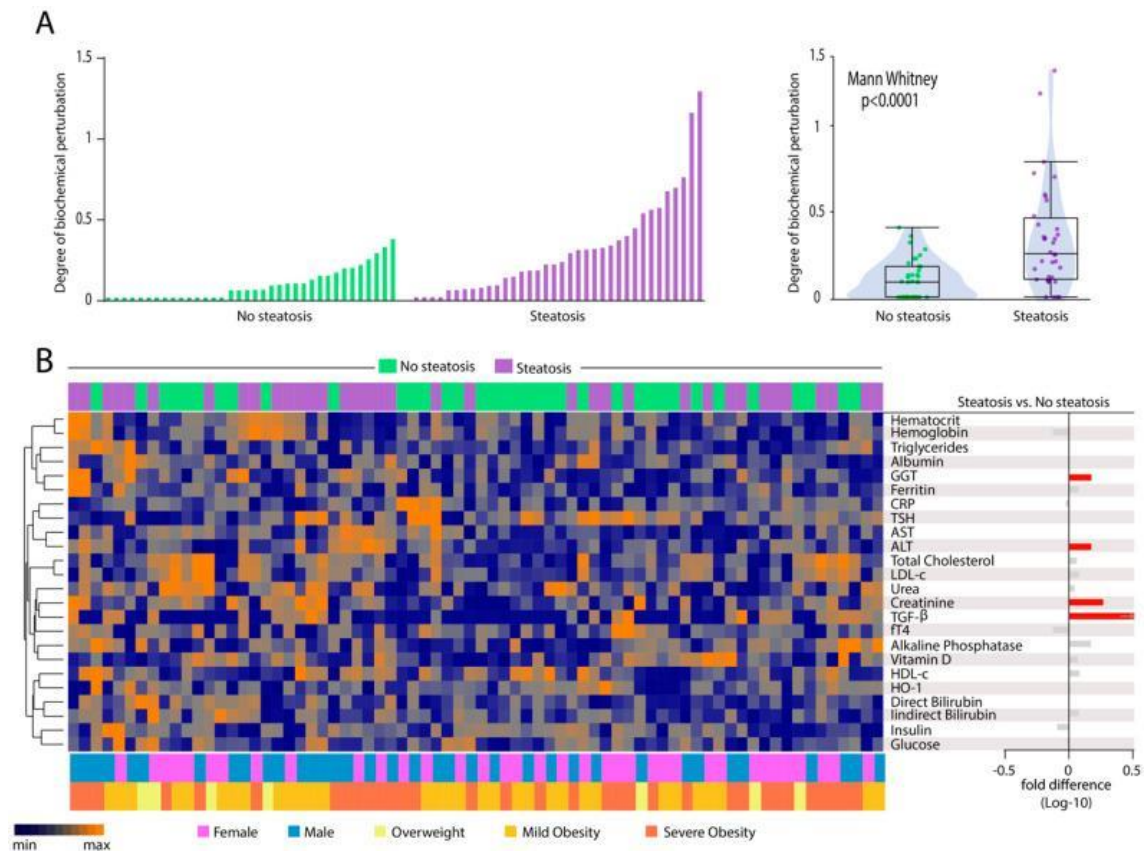 A
Degree of biochemical perturbation
1.5
1
0.5
0
No steatosis
Steatosis
Degree of biochemical perturbation
1.5
1
0.5
0
Mann Whitney
p<0.0001
No steatosis
Steatosis
B
No steatosis
Steatosis
Steatosis vs. No steatosis
Hematocrit
Hemoglobin
Triglycerides
Albumin
GGT
Ferritin
CRP
TSH
AST
ALT
Total Cholesterol
LDL-c
Urea
Creatinine
TGF-β
fT4
Alkaline Phosphatase
Vitamin D
HDL-c
HO-1
Direct Bilirubin
Iindirect Bilirubin
Insulin
Glucose
-0.5 0 0.5
fold difference
(Log-10)
min max
Female
Male
Overweight
Mild Obesity
Severe Obesity